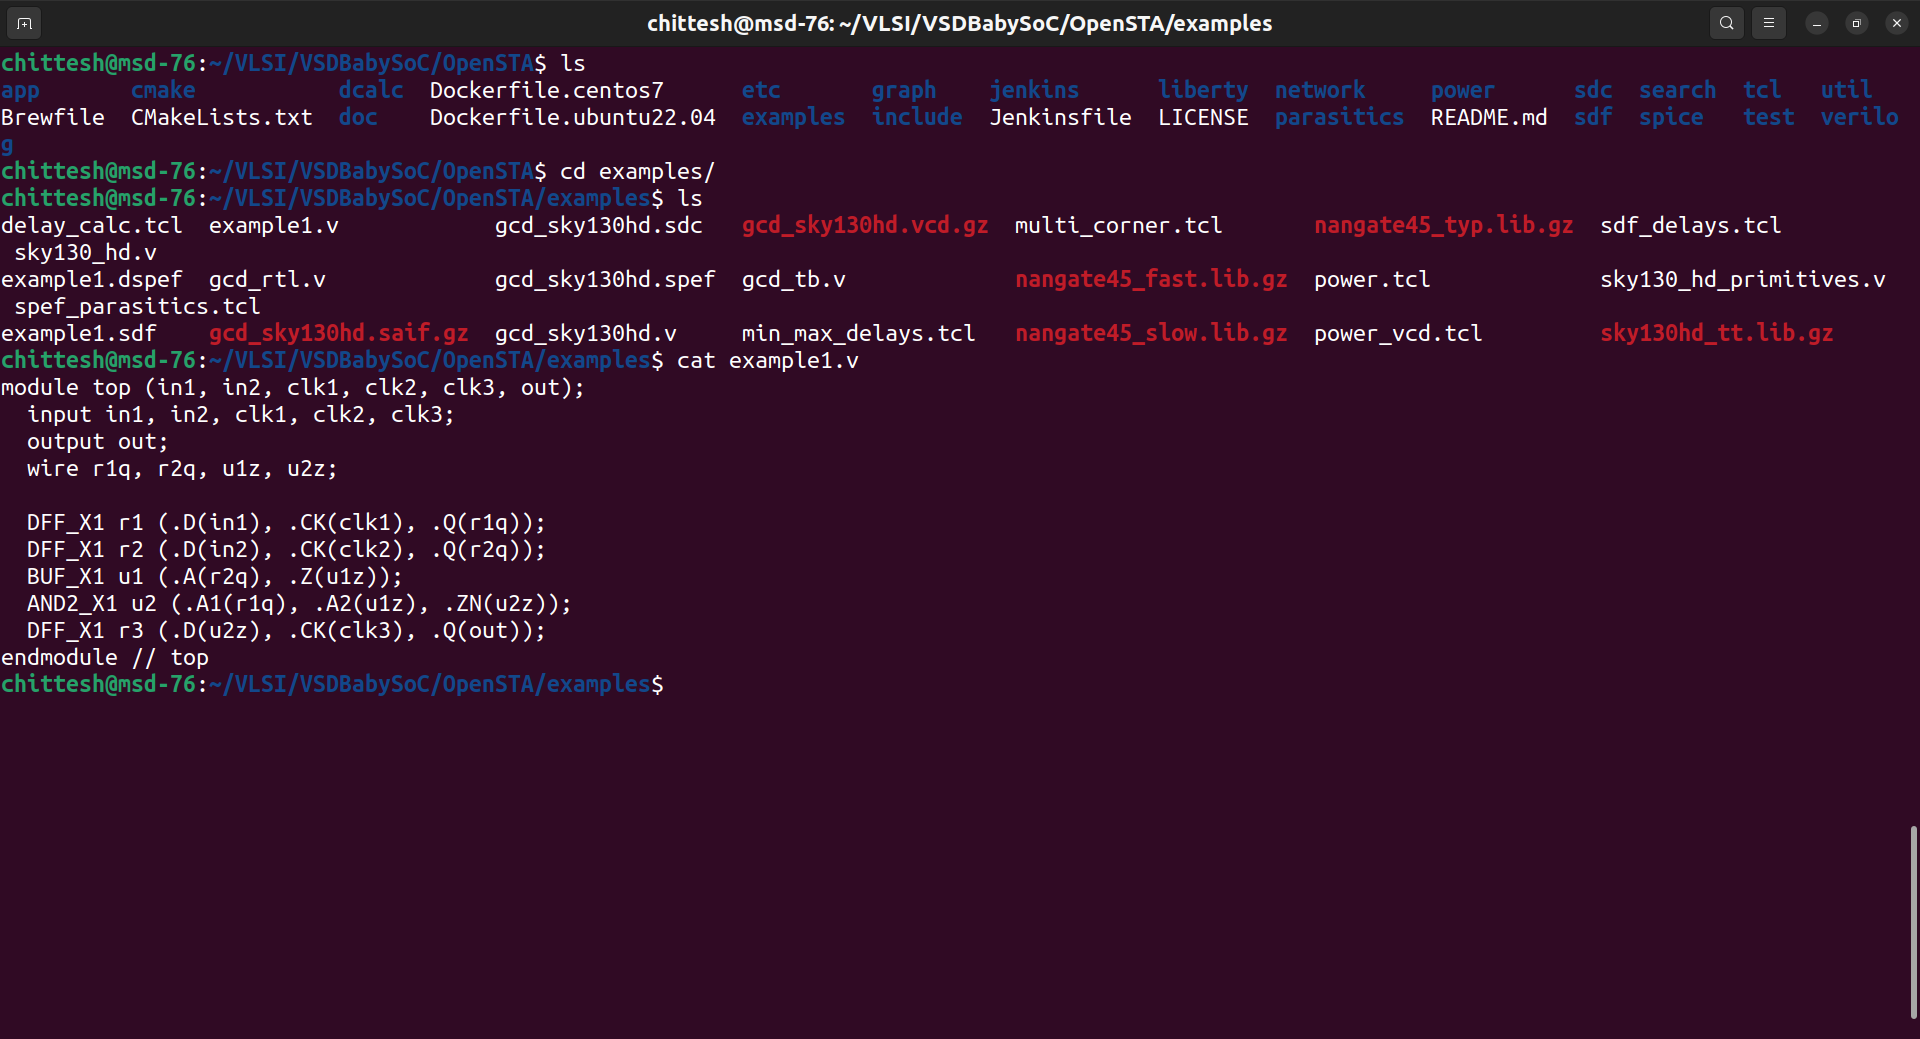 chittesh@msd-76: ~/VLSI/VSDBabySoC/OpenSTA/examples
chittesh@msd-76:~/VLSI/VSDBabySoC/OpenSTA$ ls
app       cmake           dcalc  Dockerfile.centos7      etc       graph    jenkins      liberty  network     power      sdc  search  tcl   util
Brewfile  CMakeLists.txt  doc    Dockerfile.ubuntu22.04  examples  include  Jenkinsfile  LICENSE  parasitics  README.md  sdf  spice   test  verilo
g
chittesh@msd-76:~/VLSI/VSDBabySoC/OpenSTA$ cd examples/
chittesh@msd-76:~/VLSI/VSDBabySoC/OpenSTA/examples$ ls
delay_calc.tcl  example1.v            gcd_sky130hd.sdc   gcd_sky130hd.vcd.gz  multi_corner.tcl       nangate45_typ.lib.gz  sdf_delays.tcl
 sky130_hd.v
example1.dspef  gcd_rtl.v             gcd_sky130hd.spef  gcd_tb.v             nangate45_fast.lib.gz  power.tcl             sky130_hd_primitives.v
 spef_parasitics.tcl
example1.sdf    gcd_sky130hd.saif.gz  gcd_sky130hd.v     min_max_delays.tcl   nangate45_slow.lib.gz  power_vcd.tcl         sky130hd_tt.lib.gz
chittesh@msd-76:~/VLSI/VSDBabySoC/OpenSTA/examples$ cat example1.v
module top (in1, in2, clk1, clk2, clk3, out);
  input in1, in2, clk1, clk2, clk3;
  output out;
  wire r1q, r2q, u1z, u2z;

  DFF_X1 r1 (.D(in1), .CK(clk1), .Q(r1q));
  DFF_X1 r2 (.D(in2), .CK(clk2), .Q(r2q));
  BUF_X1 u1 (.A(r2q), .Z(u1z));
  AND2_X1 u2 (.A1(r1q), .A2(u1z), .ZN(u2z));
  DFF_X1 r3 (.D(u2z), .CK(clk3), .Q(out));
endmodule // top
chittesh@msd-76:~/VLSI/VSDBabySoC/OpenSTA/examples$